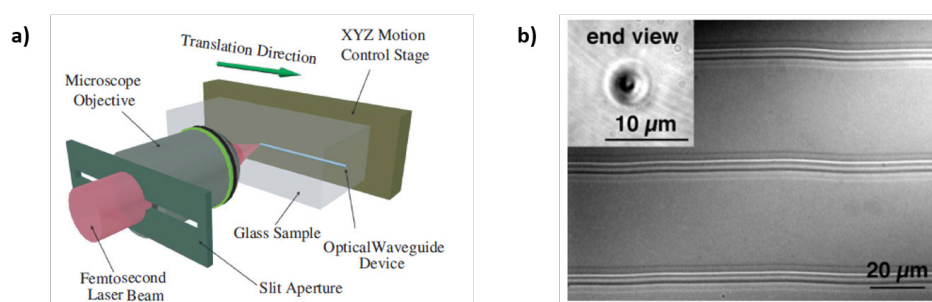 a)
Translation Direction
XYZ Motion
Control Stage
Microscope
Objective
Glass Sample
Optical Waveguide
Device
Femtosecond
Laser Beam
Slit Aperture
b)
end view
10 µm
20 µm